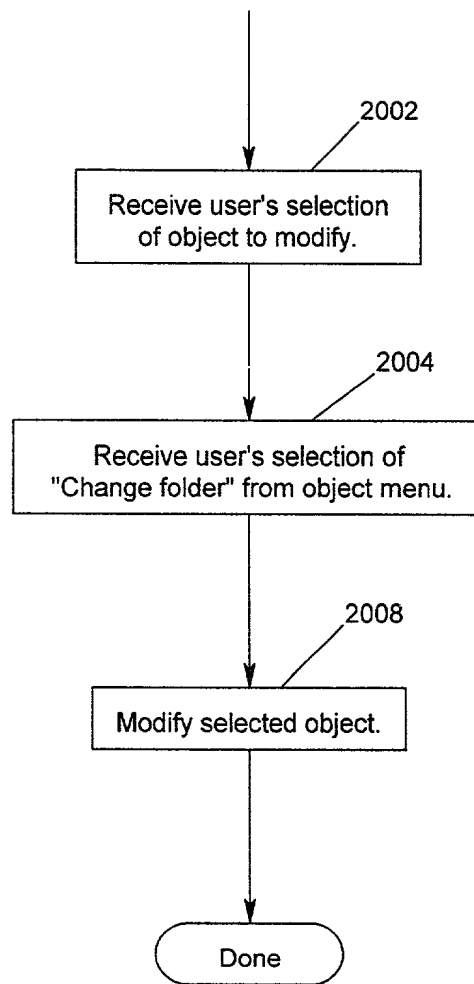 2002
Receive user's selection
of object to modify.
2004
Receive user's selection of
"Change folder" from object menu.
2008
Modify selected object.
Done